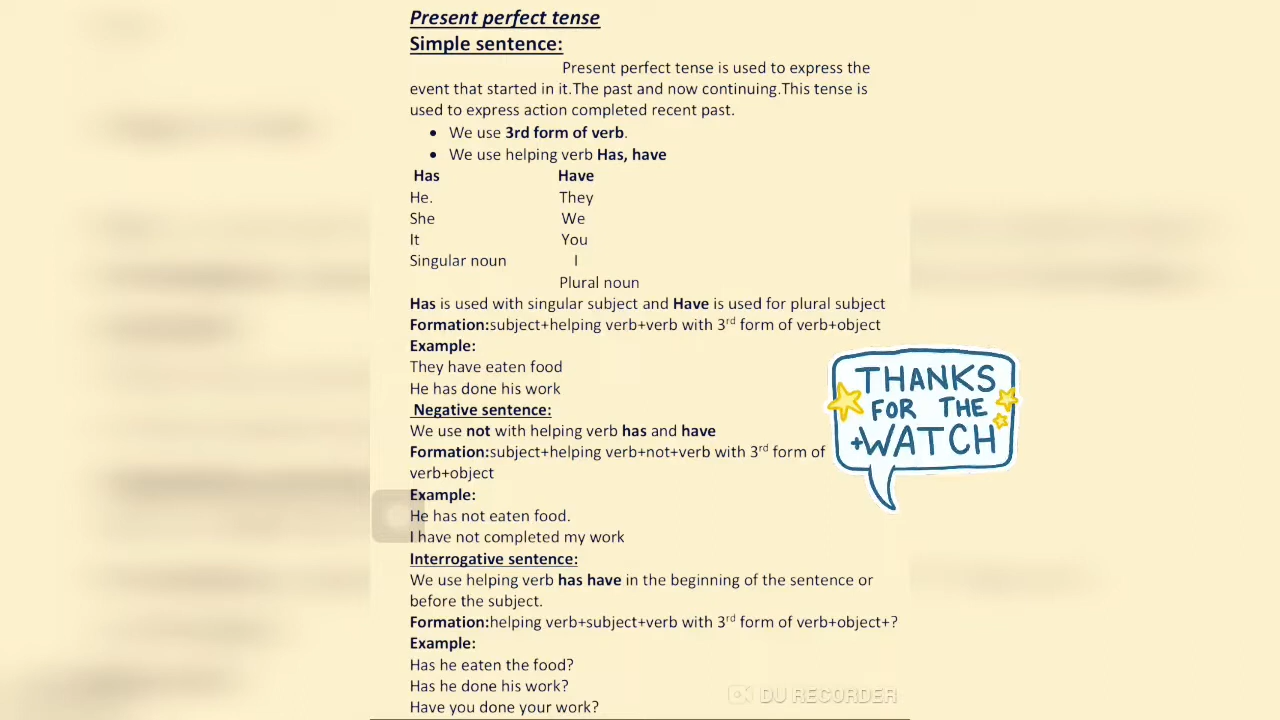 Present perfect tense
Simple sentence:
Present perfect tense is used to express the
event that started in it.The past and now continuing.This tense is
used to express action completed recent past.
• We use 3rd form of verb.
• We use helping verb Has, have
Has Have
He. They
She We
It You
Singular noun I
Plural noun
Has is used with singular subject and Have is used for plural subject
Formation:subject+helping verb+verb with 3rd form of verb+object
Example:
They have eaten food
He has done his work
Negative sentence:
We use not with helping verb has and have
Formation:subject+helping verb+not+verb with 3rd form of
verb+object
Example:
He has not eaten food.
I have not completed my work
Interrogative sentence:
We use helping verb has have in the beginning of the sentence or
before the subject.
Formation:helping verb+subject+verb with 3rd form of verb+object+?
Example:
Has he eaten the food?
Has he done his work?
Have you done your work?
THANKS
FOR THE
WATCH
DU RECORDER